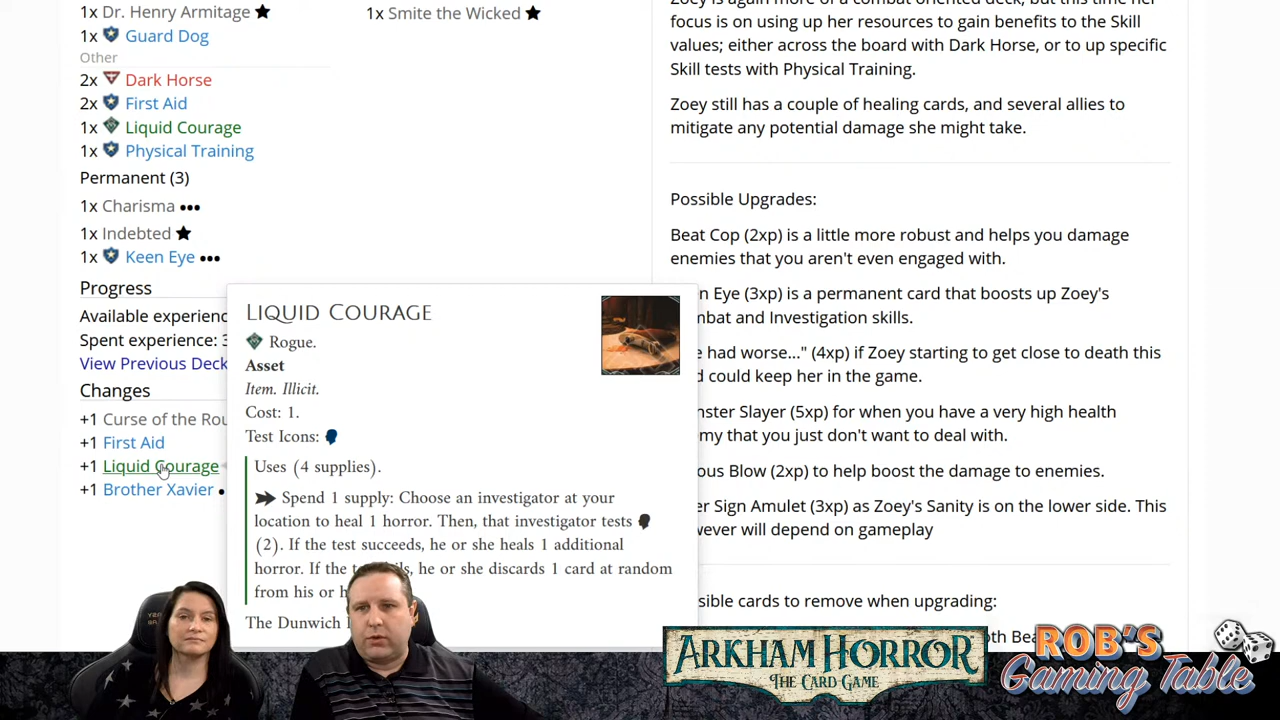 1x Dr. Henry Armitage
1x Guard Dog
Other
2x Dark Horse
2x First Aid
1x Liquid Courage
1x Physical Training
Permanent (3)
1x Charisma
1x Indebted
1x Keen Eye
Progress
Available experienc
Spent experience: 3
View Previous Deck
Changes
+1 Curse of the Rou
+1 First Aid
+1 Liquid Courage
+1 Brother Xavier
1x Smite the Wicked
LIQUID COURAGE
Rogue.
Asset
Item. Illicit.
Cost: 1.
Test Icons:
Uses (4 supplies).
Spend 1 supply: Choose an investigator at your
location to heal 1 horror. Then, that investigator tests
(2). If the test succeeds, he or she heals 1 additional
horror. If the he or she discards 1 card at random
from his or
The Dunwich
Zoey is again more of a combat oriented deck, but this time her
focus is on using up her resources to gain benefits to the Skill
values; either across the board with Dark Horse, or to up specific
Skill tests with Physical Training.
Zoey still has a couple of healing cards, and several allies to
mitigate any potential damage she might take.
Possible Upgrades:
Beat Cop (2xp) is a little more robust and helps you damage
enemies that you aren't even engaged with.
n Eye (3xp) is a permanent card that boosts up Zoey's
mbat and Investigation skills.
e had worse..." (4xp) if Zoey starting to get close to death this
d could keep her in the game.
nster Slayer (5xp) for when you have a very high health
emy that you just don't want to deal with.
ous Blow (2xp) to help boost the damage to enemies.
er Sign Amulet (3xp) as Zoey's Sanity is on the lower side. This
wever will depend on gameplay
sible cards to remove when upgrading:
oth Bea
ARKHAM HORROR
THE CARD GAME
ROB'S
Gaming Table